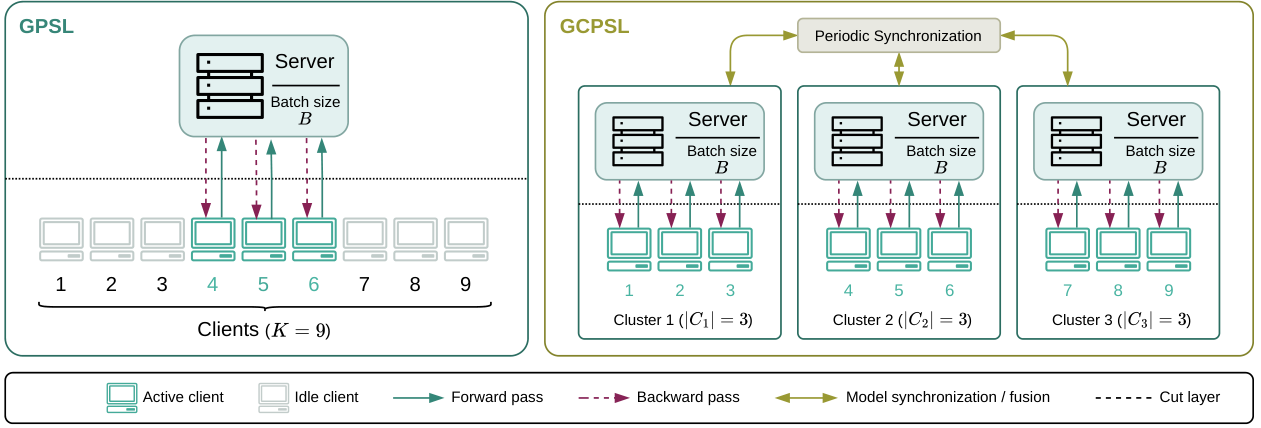 GPSL
Server
Batch size
B
1 2 3 4 5 6 7 8 9
Clients (K = 9)
GCPSL
Periodic Synchronization
Server
Batch size
B
1 2 3
Cluster 1 (|C₁| = 3)
Server
Batch size
B
4 5 6
Cluster 2 (|C₂| = 3)
Server
Batch size
B
7 8 9
Cluster 3 (|C₃| = 3)
Active client Idle client Forward pass Backward pass Model synchronization / fusion Cut layer